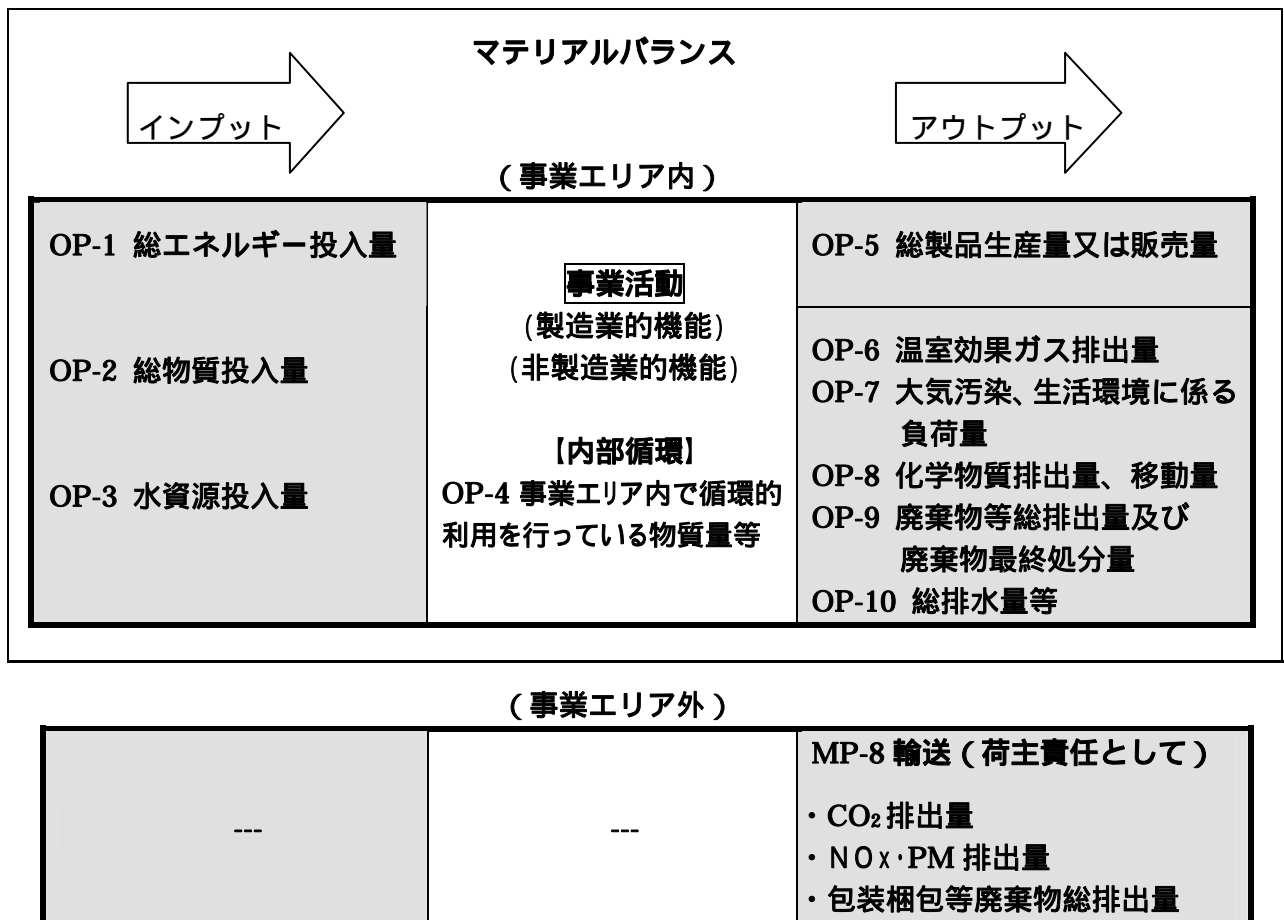 マテリアルバランス
インプット
アウトプット
(事業エリア内)
OP-1 総エネルギー投入量
OP-2 総物質投入量
OP-3 水資源投入量
事業活動
(製造業的機能)
(非製造業的機能)
【内部循環】
OP-4 事業エリア内で循環的
利用を行っている物質量等
OP-5 総製品生産量又は販売量
OP-6 温室効果ガス排出量
OP-7 大気汚染、生活環境に係る
負荷量
OP-8 化学物質排出量、移動量
OP-9 廃棄物等総排出量及び
廃棄物最終処分量
OP-10 総排水量等
(事業エリア外)
---
---
MP-8 輸送(荷主責任として)
・CO₂排出量
・NOx・PM 排出量
・包装梱包等廃棄物総排出量